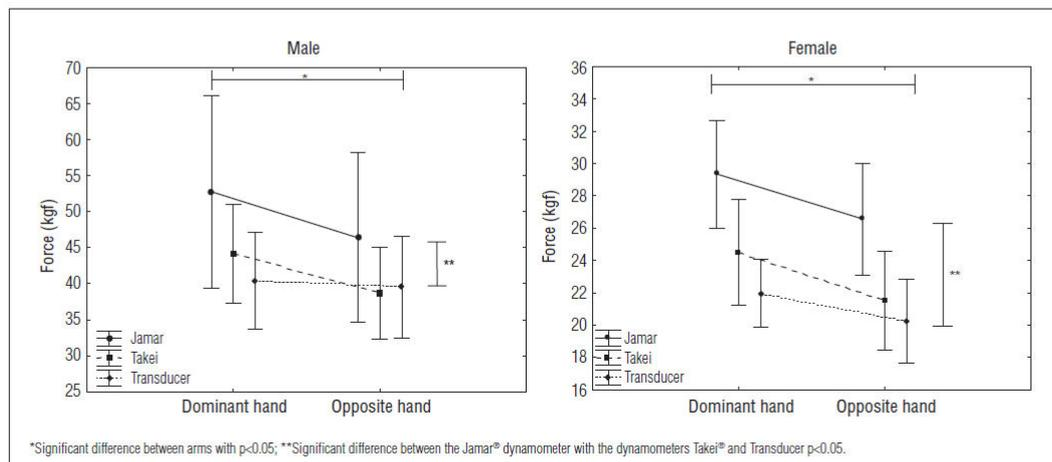 Male
Force (kgf)
70
65
60
55
50
45
40
35
30
25
*
**
Jamar
Takei
Transducer
Dominant hand Opposite hand
Female
Force (kgf)
36
34
32
30
28
26
24
22
20
18
16
*
**
Jamar
Takei
Transducer
Dominant hand Opposite hand
*Significant difference between arms with p<0.05; **Significant difference between the Jamar® dynamometer with the dynamometers Takei® and Transducer p<0.05.